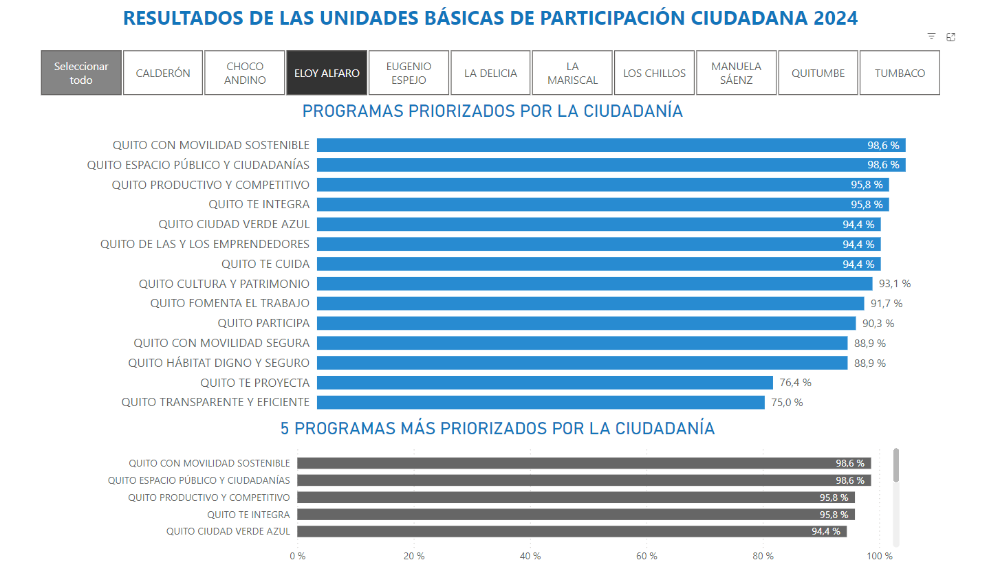 RESULTADOS DE LAS UNIDADES BÁSICAS DE PARTICIPACIÓN CIUDADANA 2024
Seleccionar todo
CALDERÓN
CHOCO ANDINO
ELOY ALFARO
EUGENIO ESPEJO
LA DELICIA
LA MARISCAL
LOS CHILLOS
MANUELA SÁENZ
QUITUMBE
TUMBACO
PROGRAMAS PRIORIZADOS POR LA CIUDADANÍA
QUITO CON MOVILIDAD SOSTENIBLE 98,6 %
QUITO ESPACIO PÚBLICO Y CIUDADANÍAS 98,6 %
QUITO PRODUCTIVO Y COMPETITIVO 95,8 %
QUITO TE INTEGRA 95,8 %
QUITO CIUDAD VERDE AZUL 94,4 %
QUITO DE LAS Y LOS EMPRENDEDORES 94,4 %
QUITO TE CUIDA 94,4 %
QUITO CULTURA Y PATRIMONIO 93,1 %
QUITO FOMENTA EL TRABAJO 91,7 %
QUITO PARTICIPA 90,3 %
QUITO CON MOVILIDAD SEGURA 88,9 %
QUITO HÁBITAT DIGNO Y SEGURO 88,9 %
QUITO TE PROYECTA 76,4 %
QUITO TRANSPARENTE Y EFICIENTE 75,0 %
5 PROGRAMAS MÁS PRIORIZADOS POR LA CIUDADANÍA
QUITO CON MOVILIDAD SOSTENIBLE 98,6 %
QUITO ESPACIO PÚBLICO Y CIUDADANÍAS 98,6 %
QUITO PRODUCTIVO Y COMPETITIVO 95,8 %
QUITO TE INTEGRA 95,8 %
QUITO CIUDAD VERDE AZUL 94,4 %
0 % 20 % 40 % 60 % 80 % 100 %